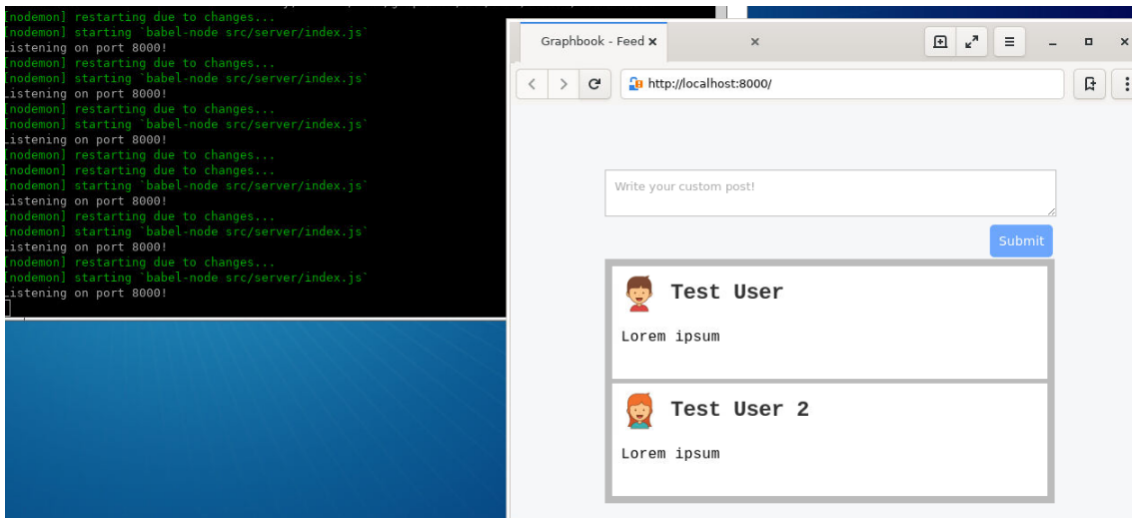 [nodemon] restarting due to changes...
[nodemon] starting `babel-node src/server/index.js`
Listening on port 8000!
[nodemon] restarting due to changes...
[nodemon] starting `babel-node src/server/index.js`
Listening on port 8000!
[nodemon] restarting due to changes...
[nodemon] starting `babel-node src/server/index.js`
Listening on port 8000!
[nodemon] restarting due to changes...
[nodemon] restarting due to changes...
[nodemon] starting `babel-node src/server/index.js`
Listening on port 8000!
[nodemon] restarting due to changes...
[nodemon] starting `babel-node src/server/index.js`
Listening on port 8000!
[nodemon] restarting due to changes...
[nodemon] starting `babel-node src/server/index.js`
Listening on port 8000!
Graphbook - Feed
http://localhost:8000/
Write your custom post!
Submit
Test User
Lorem ipsum
Test User 2
Lorem ipsum